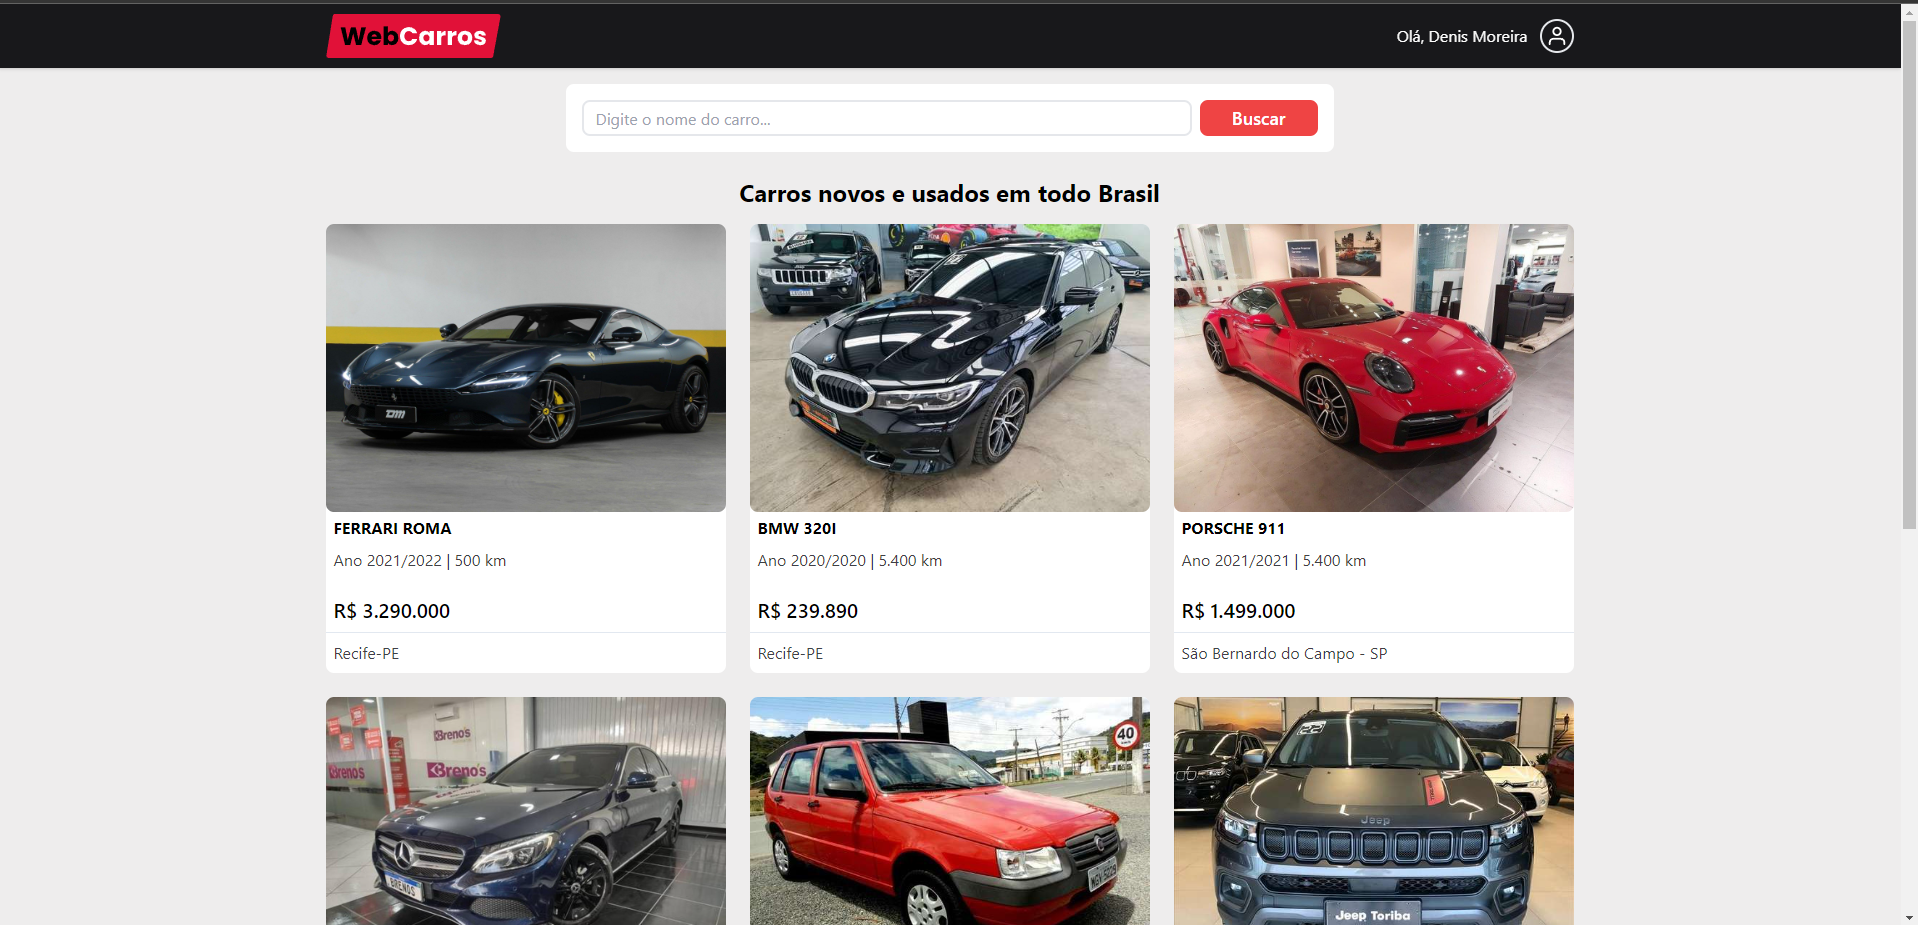 WebCarros
Olá, Denis Moreira
Digite o nome do carro...
Buscar
Carros novos e usados em todo Brasil
FERRARI ROMA
Ano 2021/2022 | 500 km
R$ 3.290.000
Recife-PE
BMW 320I
Ano 2020/2020 | 5.400 km
R$ 239.890
Recife-PE
PORSCHE 911
Ano 2021/2021 | 5.400 km
R$ 1.499.000
São Bernardo do Campo - SP
Breno's
Breno's
Breno's
BRENOS
40
Jeep
Jeep Toriba